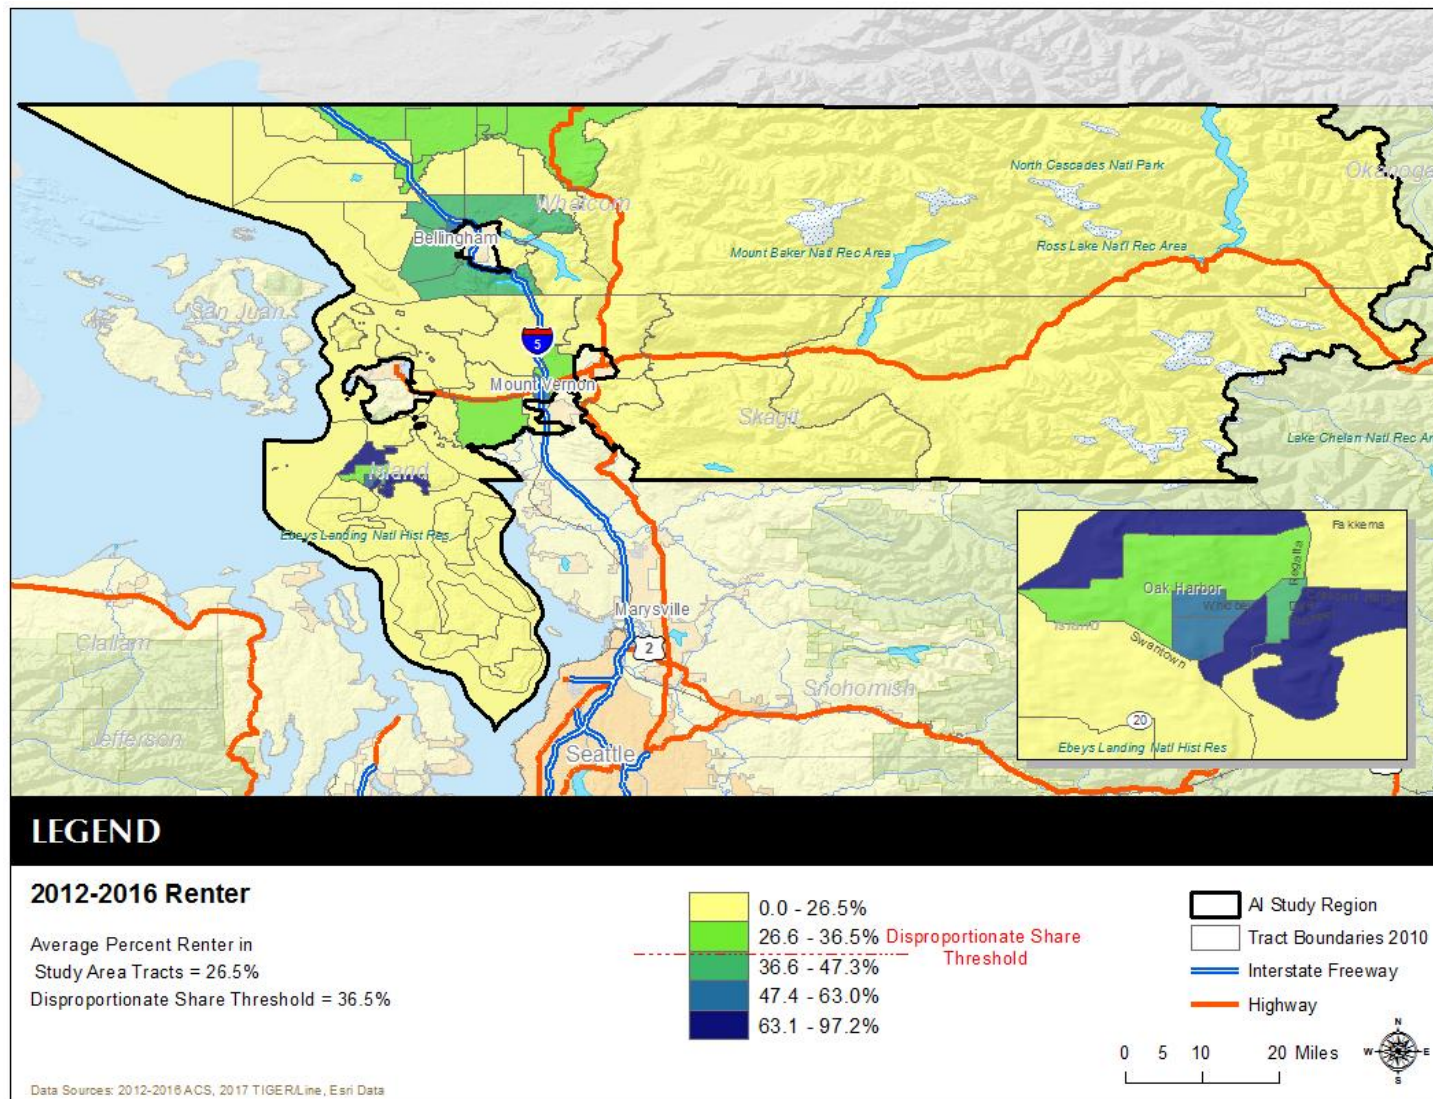 North Cascades Natl Park
Okanoga
Whatcom
Bellingham
Mount Baker Natl Rec Area
Ross Lake Nat'l Rec Area
San Juan
5
Mount Vernon
Skagit
Lake Chelan Natl Rec Ar
Island
Ebeys Landing Natl Hist Res
Fakkema
Regatta
Oak Harbor
Island
Swantown
20
Ebeys Landing Natl Hist Res
Marysville
2
Clallam
Snohomish
Jefferson
Seattle
LEGEND
2012-2016 Renter
Average Percent Renter in
Study Area Tracts = 26.5%
Disproportionate Share Threshold = 36.5%
0.0 - 26.5%
26.6 - 36.5%
36.6 - 47.3%
47.4 - 63.0%
63.1 - 97.2%
Disproportionate Share
Threshold
AI Study Region
Tract Boundaries 2010
Interstate Freeway
Highway
0 5 10 20 Miles
N
W E
S
Data Sources: 2012-2016 ACS, 2017 TIGER/Line, Esri Data